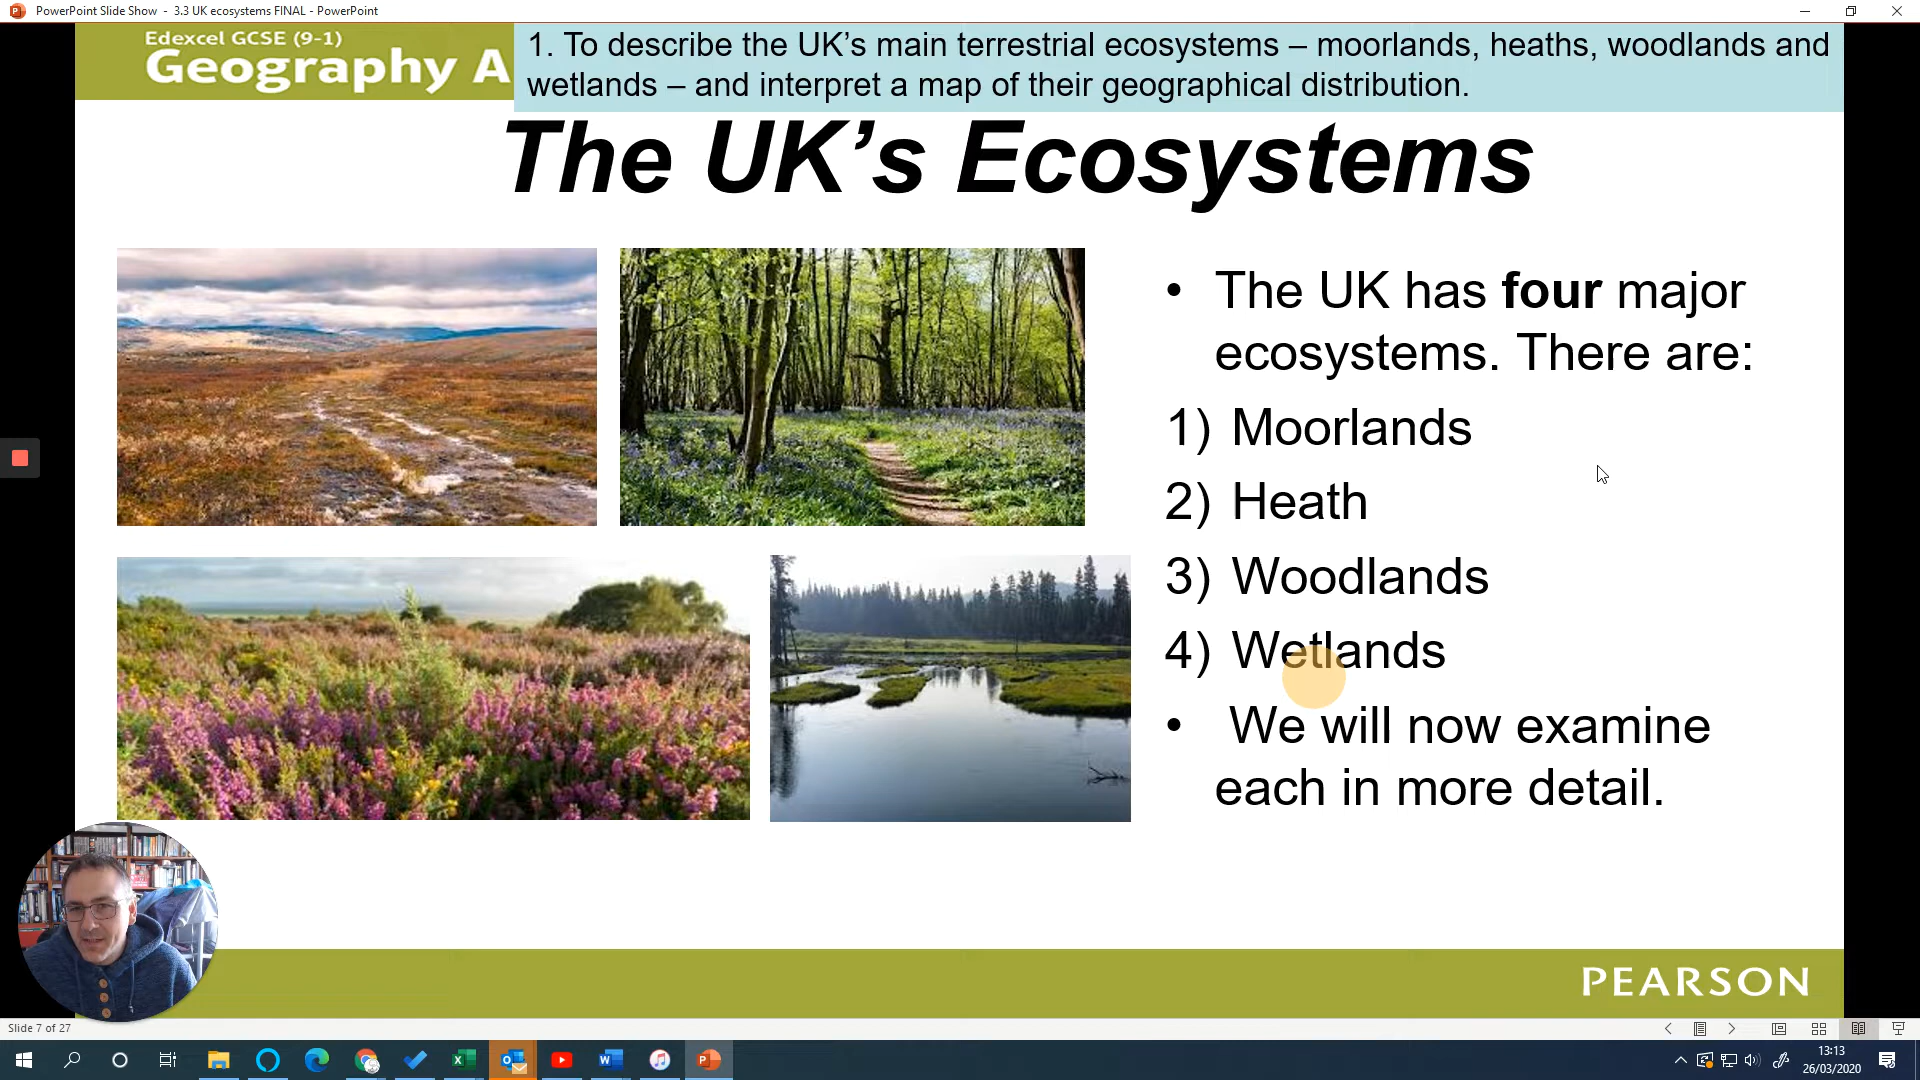 PowerPoint Slide Show - 3.3 UK ecosystems FINAL - PowerPoint
Edexcel GCSE (9-1)
Geography A
1. To describe the UK’s main terrestrial ecosystems – moorlands, heaths, woodlands and
wetlands – and interpret a map of their geographical distribution.
The UK’s Ecosystems
• The UK has four major
ecosystems. There are:
1) Moorlands
2) Heath
3) Woodlands
4) Wetlands
• We will now examine
each in more detail.
PEARSON
Slide 7 of 27
13:13
26/03/2020